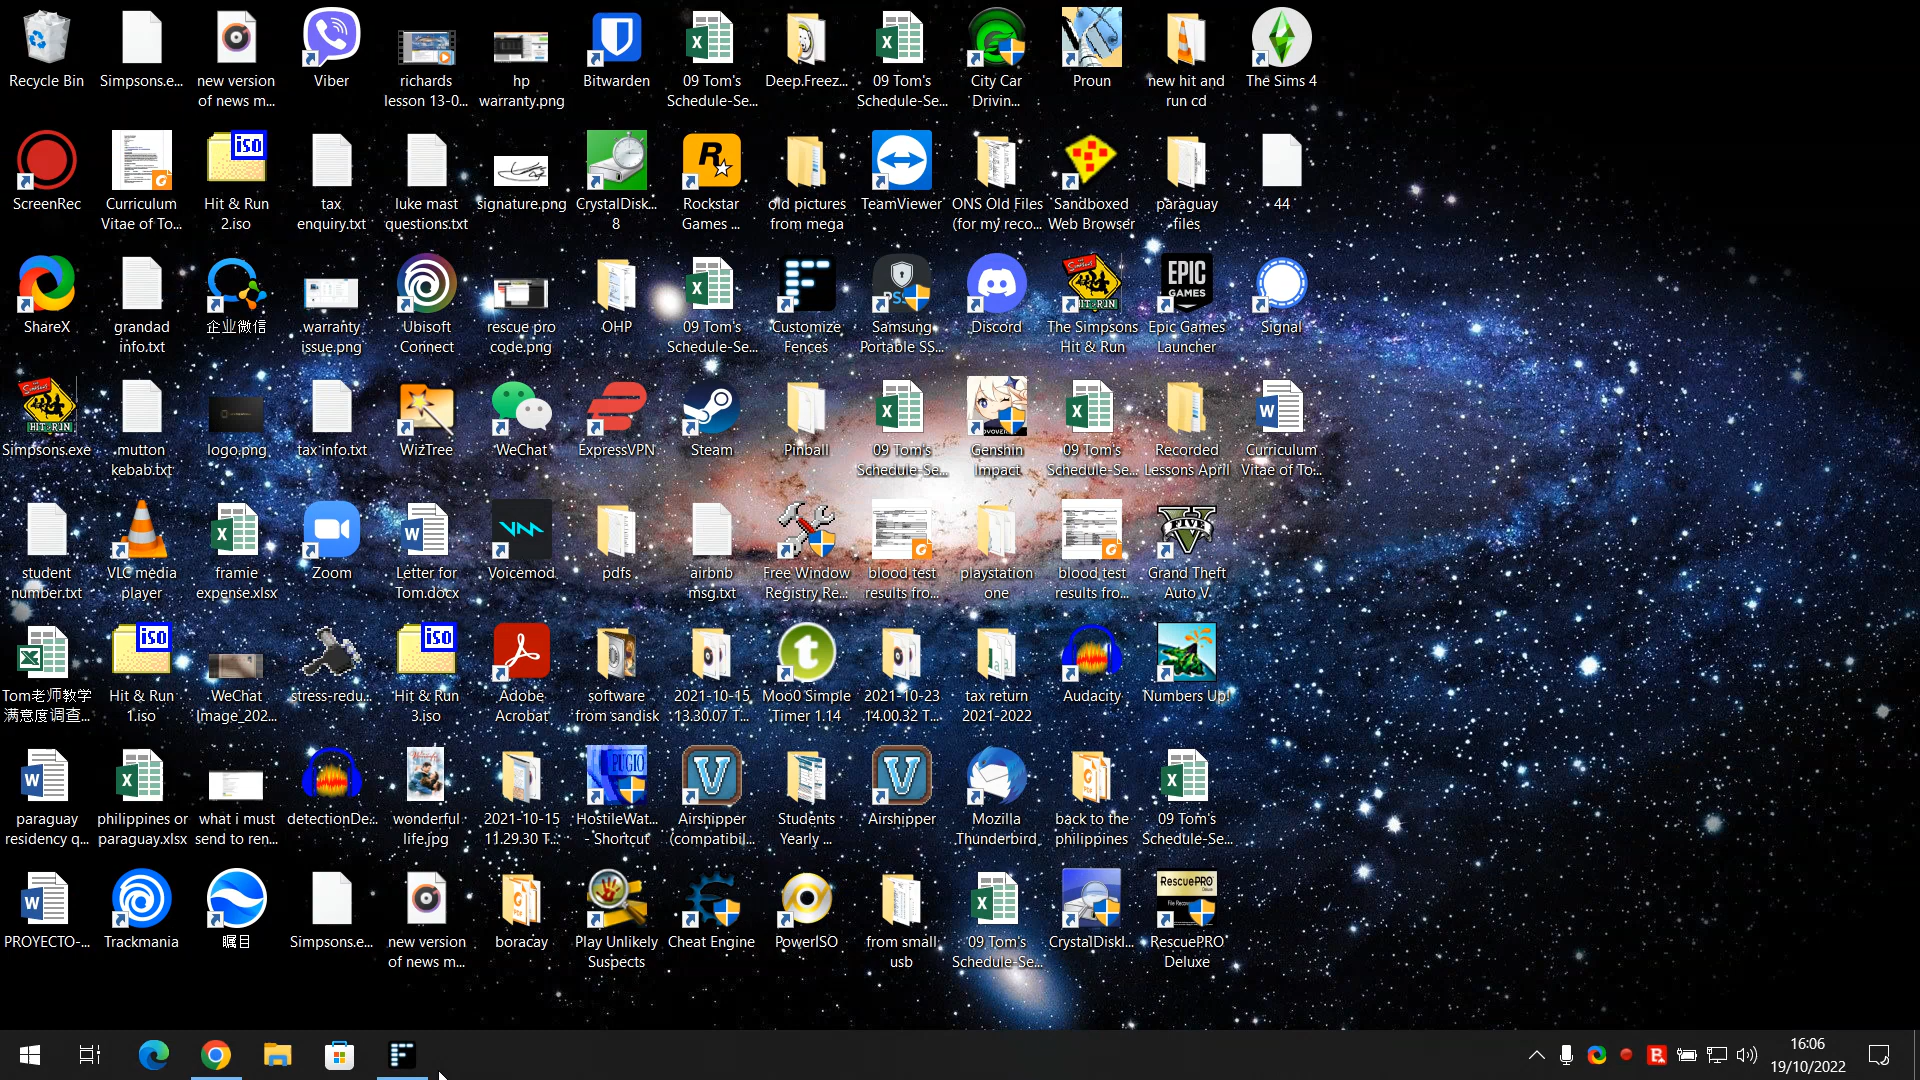 Recycle Bin
Simpsons.e...
new version
of news m...
Viber
richards
lesson 13-0...
hp
warranty.png
Bitwarden
09 Tom's
Schedule-Se...
Deep.Freez...
09 Tom's
Schedule-Se...
City Car
Drivin...
Proun
new hit and
run cd
The Sims 4
ScreenRec
Curriculum
Vitae of To...
iso
Hit & Run
2.iso
tax
enquiry.txt
luke mast
questions.txt
signature.png
CrystalDisk...
8
Rockstar
Games ...
old pictures
from mega
TeamViewer
ONS Old Files
(for my reco...
Sandboxed
Web Browser
paraguay
files
44
ShareX
grandad
info.txt
企业微信
warranty
issue.png
Ubisoft
Connect
rescue pro
code.png
OHP
09 Tom's
Schedule-Se...
Customize
Fences
Samsung
Portable SS...
Discord
The Simpsons
Hit & Run
EPIC
GAMES
Epic Games
Launcher
Signal
Simpsons.exe
mutton
kebab.txt
logo.png
tax info.txt
WizTree
WeChat
ExpressVPN
Steam
Pinball
09 Tom's
Schedule-Se...
Genshin
Impact
09 Tom's
Schedule-Se...
Recorded
Lessons April
Curriculum
Vitae of To...
student
number.txt
VLC media
player
framie
expense.xlsx
Zoom
Letter for
Tom.docx
Voicemod
pdfs
airbnb
msg.txt
Free Window
Registry Re...
blood test
results fro...
playstation
one
blood test
results fro...
FIVE
Grand Theft
Auto V
Tom老师教学
满意度调查...
iso
Hit & Run
1.iso
WeChat
Image_202...
stress-redu...
iso
Hit & Run
3.iso
Adobe
Acrobat
software
from sandisk
2021-10-15
13.30.07 T...
Moo0 Simple
Timer 1.14
2021-10-23
14.00.32 T...
tax return
2021-2022
Audacity
Numbers Up!
paraguay
residency q...
philippines or
paraguay.xlsx
what i must
send to ren...
detectionDe...
wonderful
life.jpg
2021-10-15
11.29.30 T...
PUGIO
HostileWat...
- Shortcut
Airshipper
(compatibil...
Students
Yearly ...
Airshipper
Mozilla
Thunderbird
back to the
philippines
09 Tom's
Schedule-Se...
PROYECTO-...
Trackmania
瞩目
Simpsons.e...
new version
of news m...
boracay
Play Unlikely
Suspects
Cheat Engine
PowerISO
from small
usb
09 Tom's
Schedule-Se...
CrystalDiskI...
RescuePRO
RescuePRO
Deluxe
16:06
19/10/2022